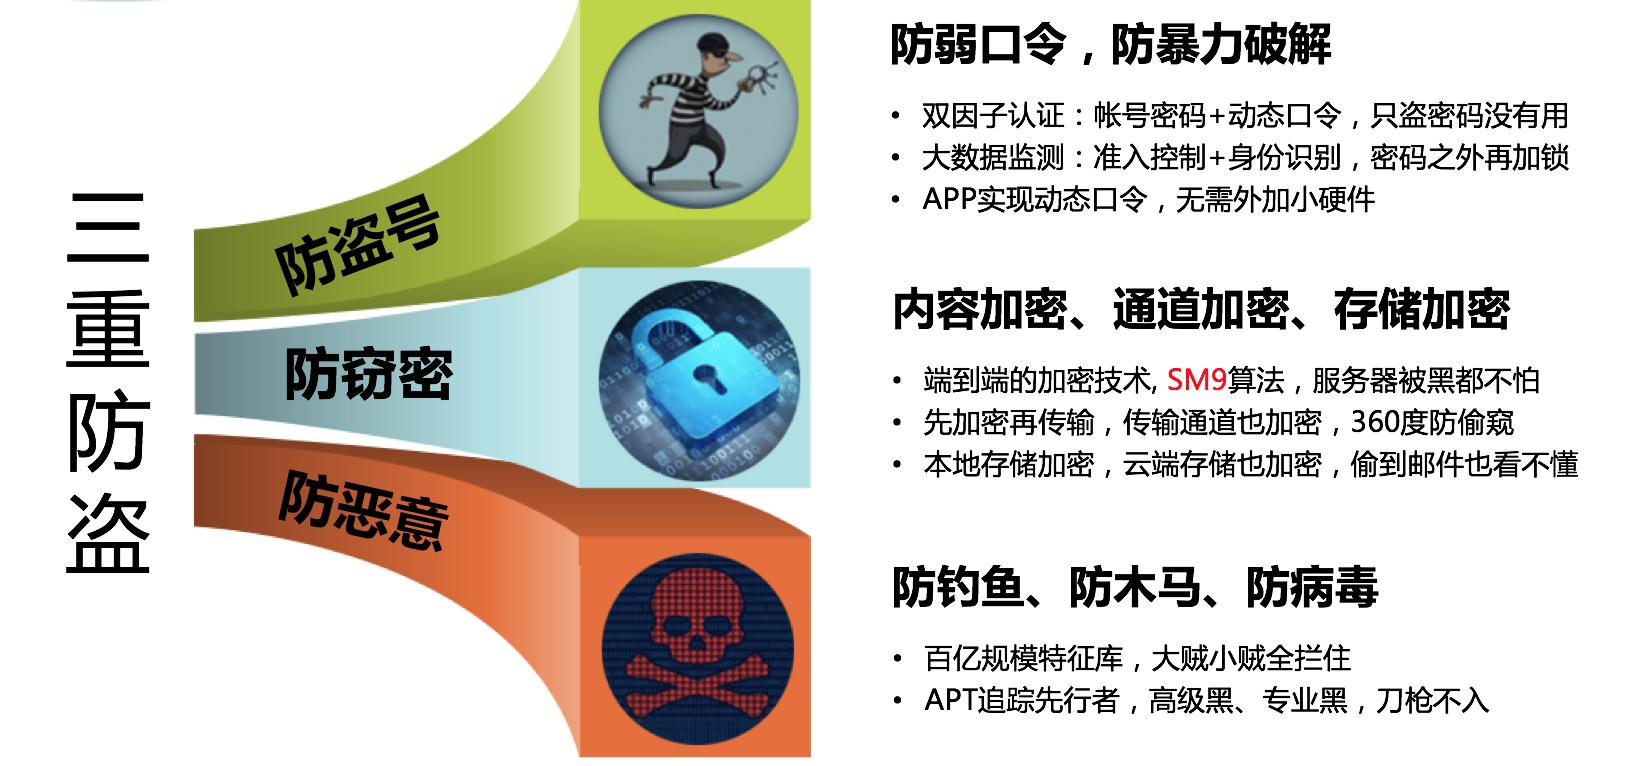 三重防盗
防盗号
防弱口令，防暴力破解
• 双因子认证：帐号密码+动态口令，只盗密码没有用
• 大数据监测：准入控制+身份识别，密码之外再加锁
• APP实现动态口令，无需外加小硬件
防窃密
内容加密、通道加密、存储加密
• 端到端的加密技术, SM9算法，服务器被黑都不怕
• 先加密再传输，传输通道也加密，360度防偷窥
• 本地存储加密，云端存储也加密，偷到邮件也看不懂
防恶意
防钓鱼、防木马、防病毒
• 百亿规模特征库，大贼小贼全拦住
• APT追踪先行者，高级黑、专业黑，刀枪不入